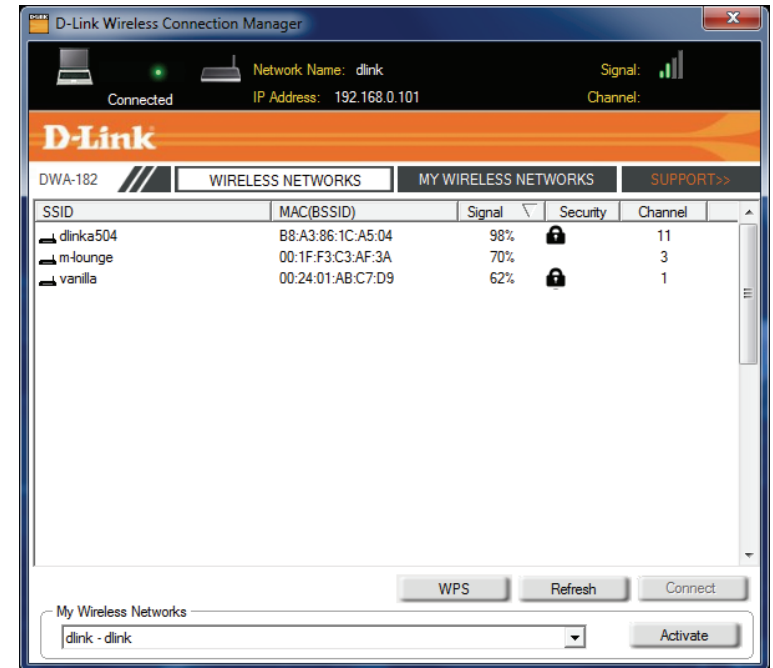 D-Link Wireless Connection Manager
Network Name: dlink Signal:
Connected IP Address: 192.168.0.101 Channel:
D-Link
DWA-182 WIRELESS NETWORKS MY WIRELESS NETWORKS SUPPORT>>
SSID MAC(BSSID) Signal Security Channel
dlinka504 B8:A3:86:1C:A5:04 98% 11
m-lounge 00:1F:F3:C3:AF:3A 70% 3
vanilla 00:24:01:AB:C7:D9 62% 1
WPS Refresh Connect
My Wireless Networks
dlink - dlink Activate